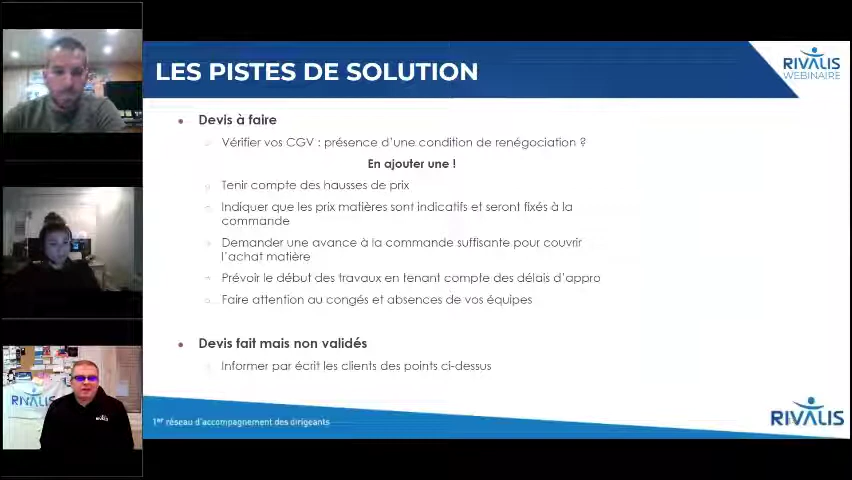 LES PISTES DE SOLUTION
RIVALIS
WEBINAIRE
Devis à faire
Vérifier vos CGV : présence d'une condition de renégociation ?
En ajouter une !
Tenir compte des hausses de prix
Indiquer que les prix matières sont indicatifs et seront fixés à la
commande
Demander une avance à la commande suffisante pour couvrir
l'achat matière
Prévoir le début des travaux en tenant compte des délais d'appro
Faire attention au congés et absences de vos équipes
Devis fait mais non validés
Informer par écrit les clients des points ci-dessus
RIVALIS
1er réseau d'accompagnement des dirigeants
RIVALIS